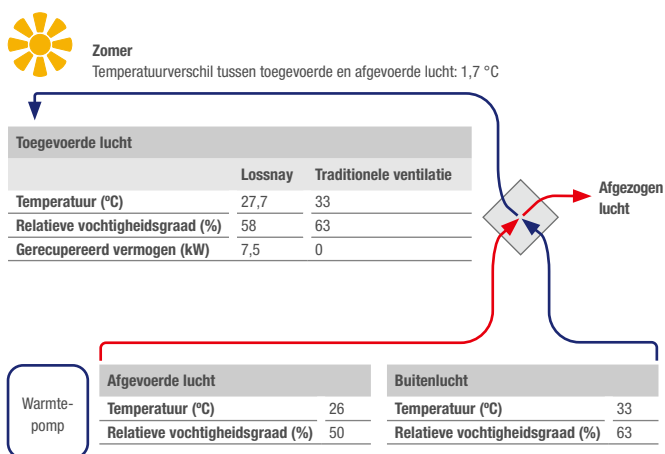 Zomer
Temperatuurverschil tussen toegevoerde en afgevoerde lucht: 1,7 °C
Toegevoerde lucht
Lossnay Traditionele ventilatie
Temperatuur (ºC) 27,7 33
Relatieve vochtigheidsgraad (%) 58 63
Gerecupereerd vermogen (kW) 7,5 0
Afgezogen
lucht
Warmte-
pomp
Afgevoerde lucht
Temperatuur (ºC) 26
Relatieve vochtigheidsgraad (%) 50
Buitenlucht
Temperatuur (ºC) 33
Relatieve vochtigheidsgraad (%) 63